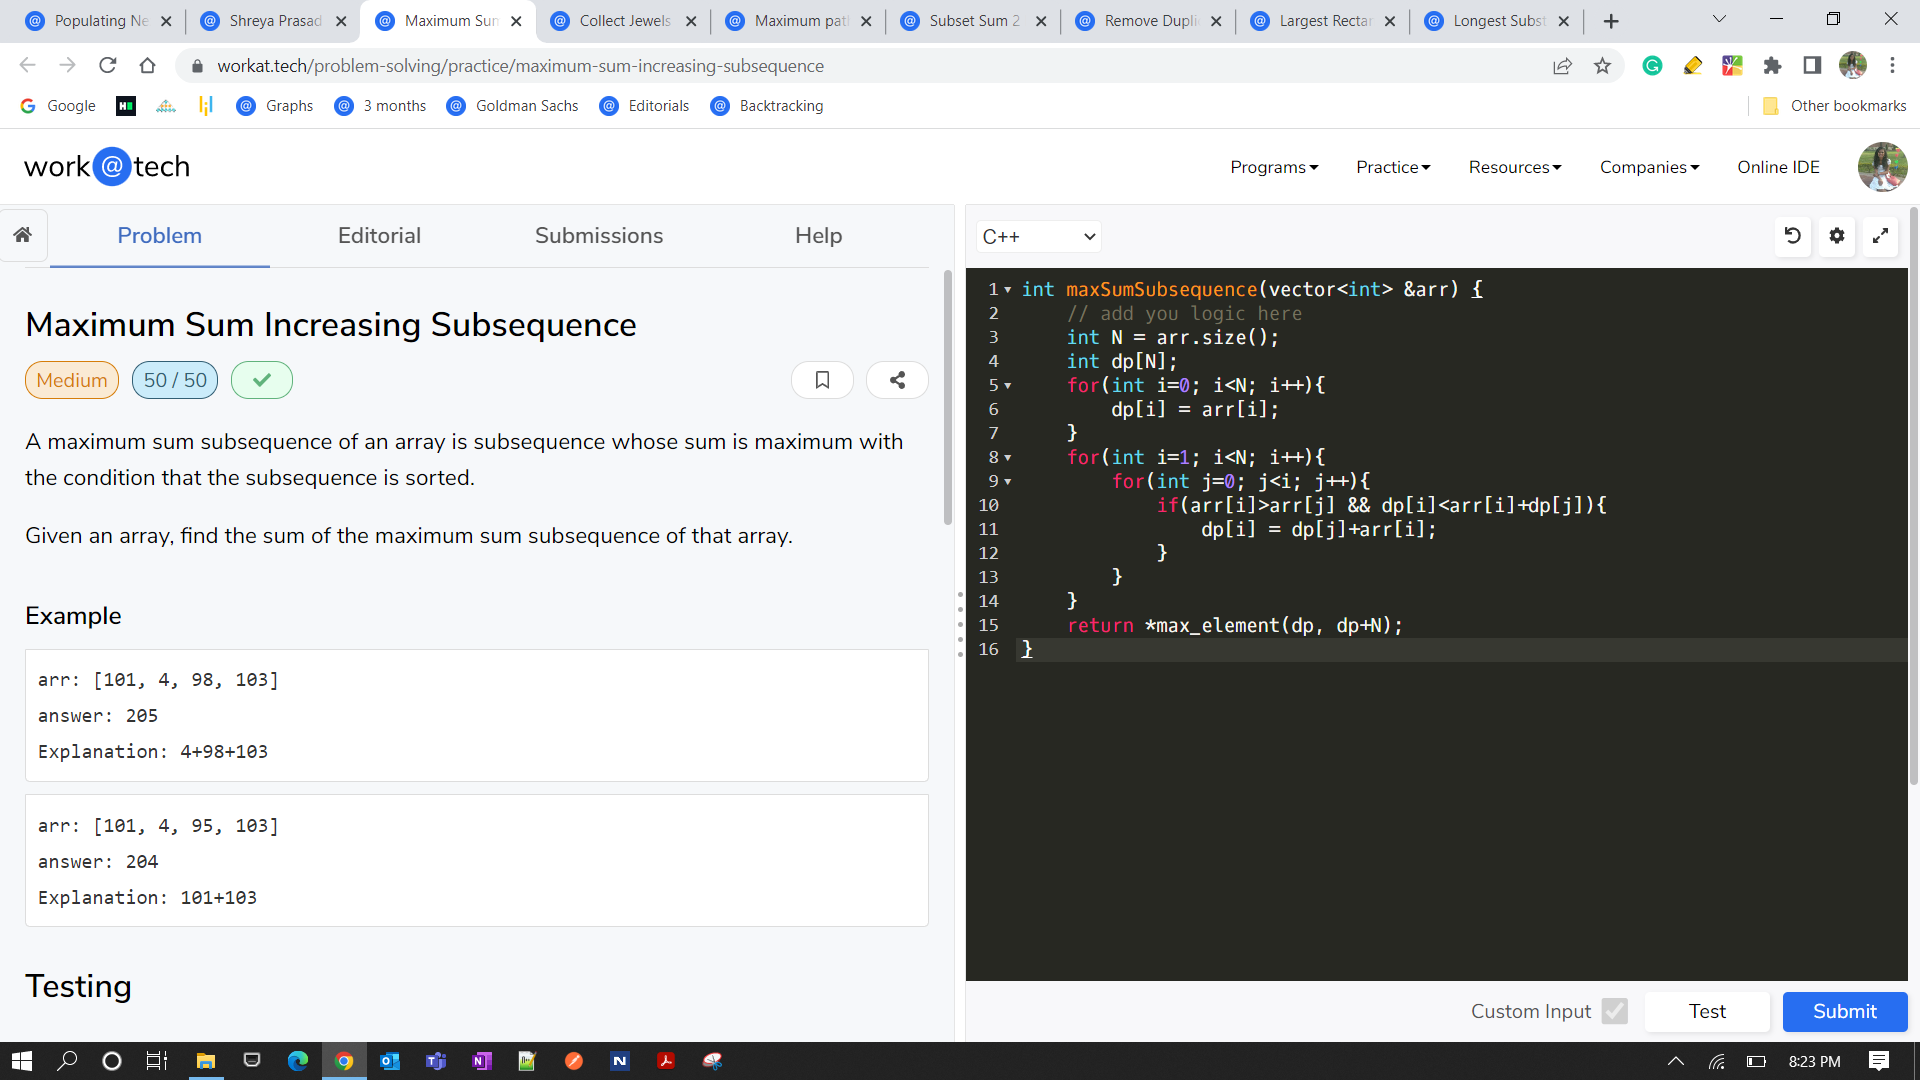 Populating Ne
Shreya Prasad
Maximum Sun
Collect Jewels
Maximum pat
Subset Sum 2
Remove Dupli
Largest Rectan
Longest Subst
workat.tech/problem-solving/practice/maximum-sum-increasing-subsequence
Google
Graphs
3 months
Goldman Sachs
Editorials
Backtracking
Other bookmarks
work@tech
Programs
Practice
Resources
Companies
Online IDE
Problem
Editorial
Submissions
Help
Maximum Sum Increasing Subsequence
Medium
50 / 50
A maximum sum subsequence of an array is subsequence whose sum is maximum with
the condition that the subsequence is sorted.
Given an array, find the sum of the maximum sum subsequence of that array.
Example
arr: [101, 4, 98, 103]
answer: 205
Explanation: 4+98+103
arr: [101, 4, 95, 103]
answer: 204
Explanation: 101+103
Testing
C++
1 int maxSumSubsequence(vector<int> &arr) {
2 // add you logic here
3 int N = arr.size();
4 int dp[N];
5 for(int i=0; i<N; i++){
6 dp[i] = arr[i];
7 }
8 for(int i=1; i<N; i++){
9 for(int j=0; j<i; j++){
10 if(arr[i]>arr[j] && dp[i]<arr[i]+dp[j]){
11 dp[i] = dp[j]+arr[i];
12 }
13 }
14 }
15 return *max_element(dp, dp+N);
16 }
Custom Input
Test
Submit
8:23 PM